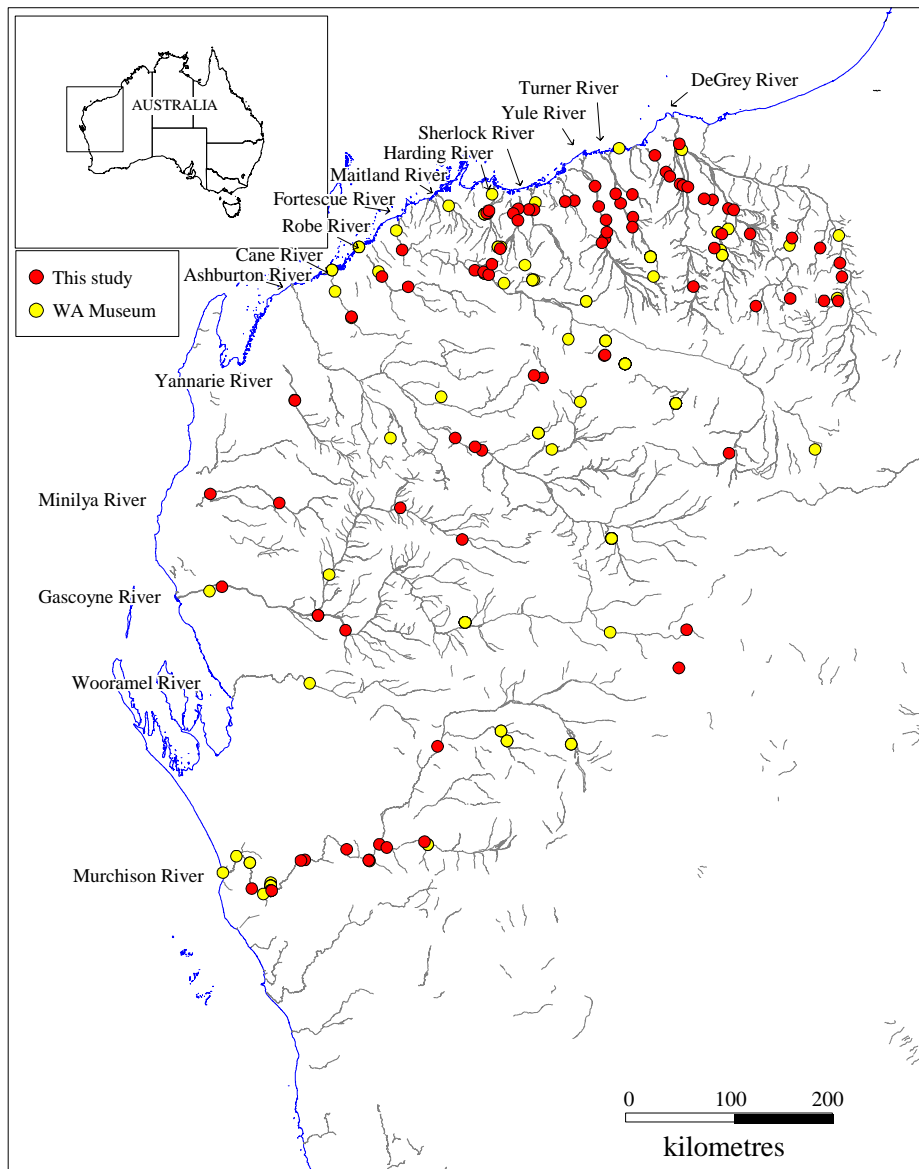 AUSTRALIA
DeGrey River
Turner River
Yule River
Sherlock River
Harding River
Maitland River
Fortescue River
Robe River
Cane River
Ashburton River
This study
WA Museum
Yannarie River
Minilya River
Gascoyne River
Wooramel River
Murchison River
0 100 200
kilometres